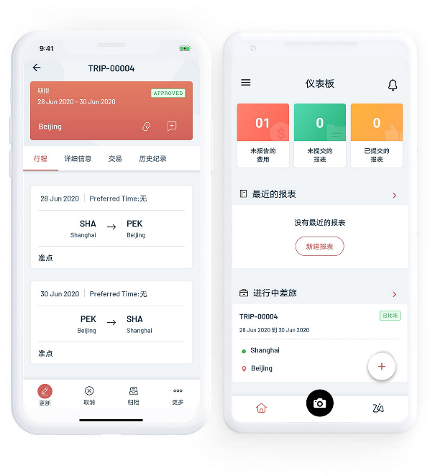 9:41
TRIP-00004
28 Jun 2020 - 30 Jun 2020
APPROVED
Beijing
行程
详细信息
交易
历史纪录
28 Jun 2020
Preferred Time:无
SHA
PEK
Shanghai
Beijing
准点
30 Jun 2020
Preferred Time:无
PEK
SHA
Beijing
Shanghai
准点
更新
取消
归档
更多
仪表板
01
0
0
未报告的
费用
未提交的
报表
已提交的
报表
最近的报表
没有最近的报表
新建报表
进行中差旅
TRIP-00004
已批准
28 Jun 2020 to 30 Jun 2020
Shanghai
Beijing